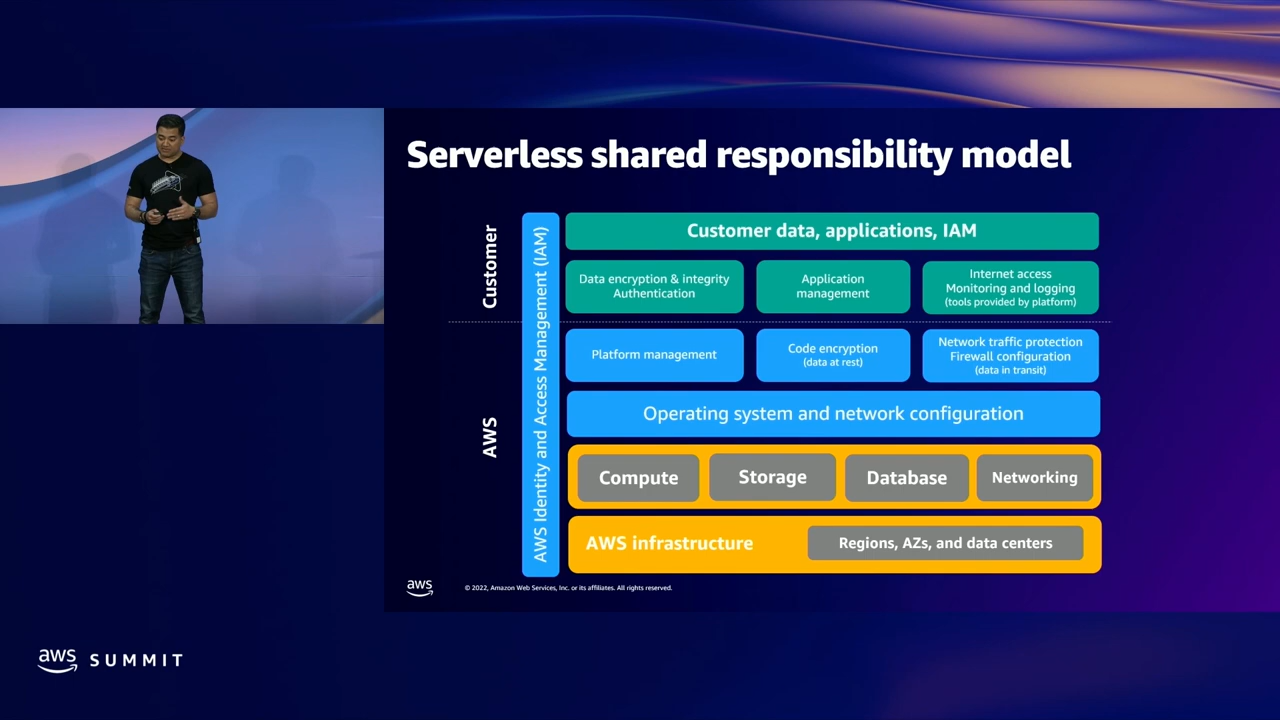 Serverless shared responsibility model
Customer
AWS Identity and Access Management (IAM)
Customer data, applications, IAM
Data encryption & integrity
Authentication
Application
management
Internet access
Monitoring and logging
(tools provided by platform)
AWS
Platform management
Code encryption
(data at rest)
Network traffic protection
Firewall configuration
(data in transit)
Operating system and network configuration
Compute
Storage
Database
Networking
AWS infrastructure
Regions, AZs, and data centers
aws
© 2022, Amazon Web Services, Inc. or its affiliates. All rights reserved.
aws SUMMIT